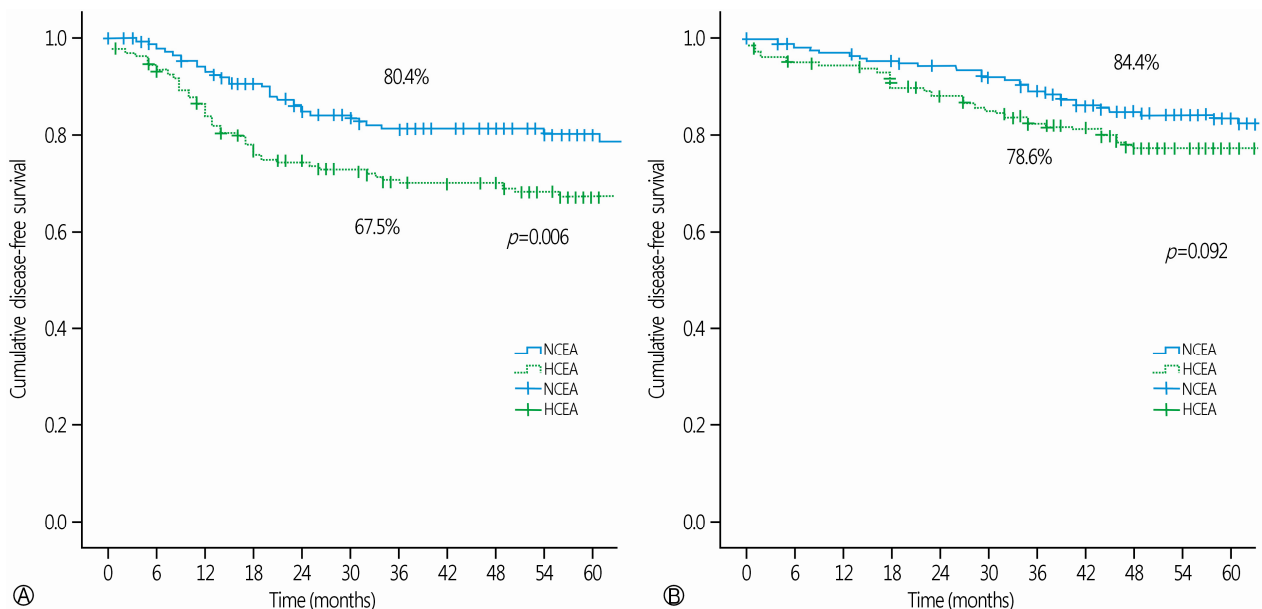 Cumulative disease-free survival
1.0
0.8
0.6
0.4
0.2
0.0
80.4%
67.5%
p=0.006
NCEA
HCEA
NCEA
HCEA
0 6 12 18 24 30 36 42 48 54 60
Time (months)
A
Cumulative disease-free survival
1.0
0.8
0.6
0.4
0.2
0.0
84.4%
78.6%
p=0.092
NCEA
HCEA
NCEA
HCEA
0 6 12 18 24 30 36 42 48 54 60
Time (months)
B